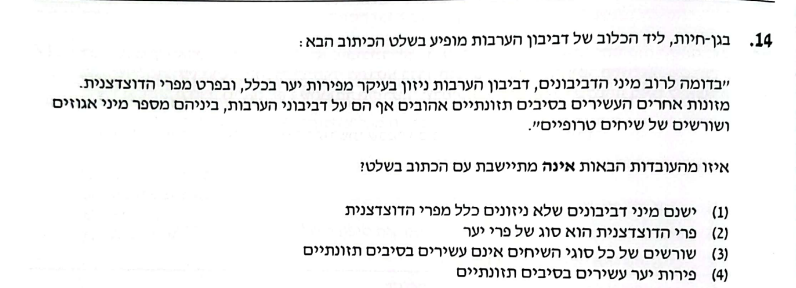 14. בגן-חיות, ליד הכלוב של דביבון הערבות מופיע בשלט הכיתוב הבא:
"בדומה לרוב מיני הדביבונים, דביבון הערבות ניזון בעיקר מפירות יער בכלל, ובפרט מפרי הדוצדצנית.
מזונות אחרים העשירים בסיבים תזונתיים אהובים אף הם על דביבוני הערבות, ביניהם מספר מיני אגוזים
ושורשים של שיחים טרופיים".
איזו מהעובדות הבאות אינה מתיישבת עם הכתוב בשלט?
(1) ישנם מיני דביבונים שלא ניזונים כלל מפרי הדוצדצנית
(2) פרי הדוצדצנית הוא סוג של פרי יער
(3) שורשים של כל סוגי השיחים אינם עשירים בסיבים תזונתיים
(4) פירות יער עשירים בסיבים תזונתיים